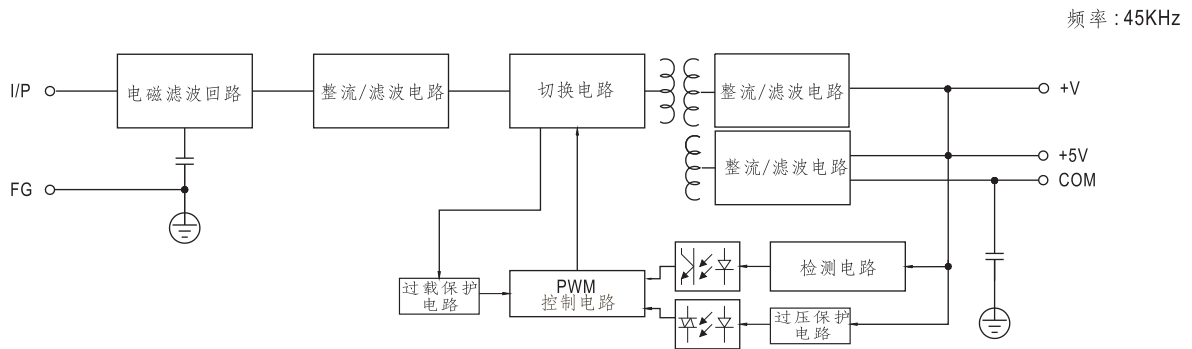 频率 : 45KHz
I/P
电磁滤波回路
整流/滤波电路
切换电路
整流/滤波电路
+V
整流/滤波电路
+5V
COM
FG
过载保护
电路
PWM
控制电路
检测电路
过压保护
电路